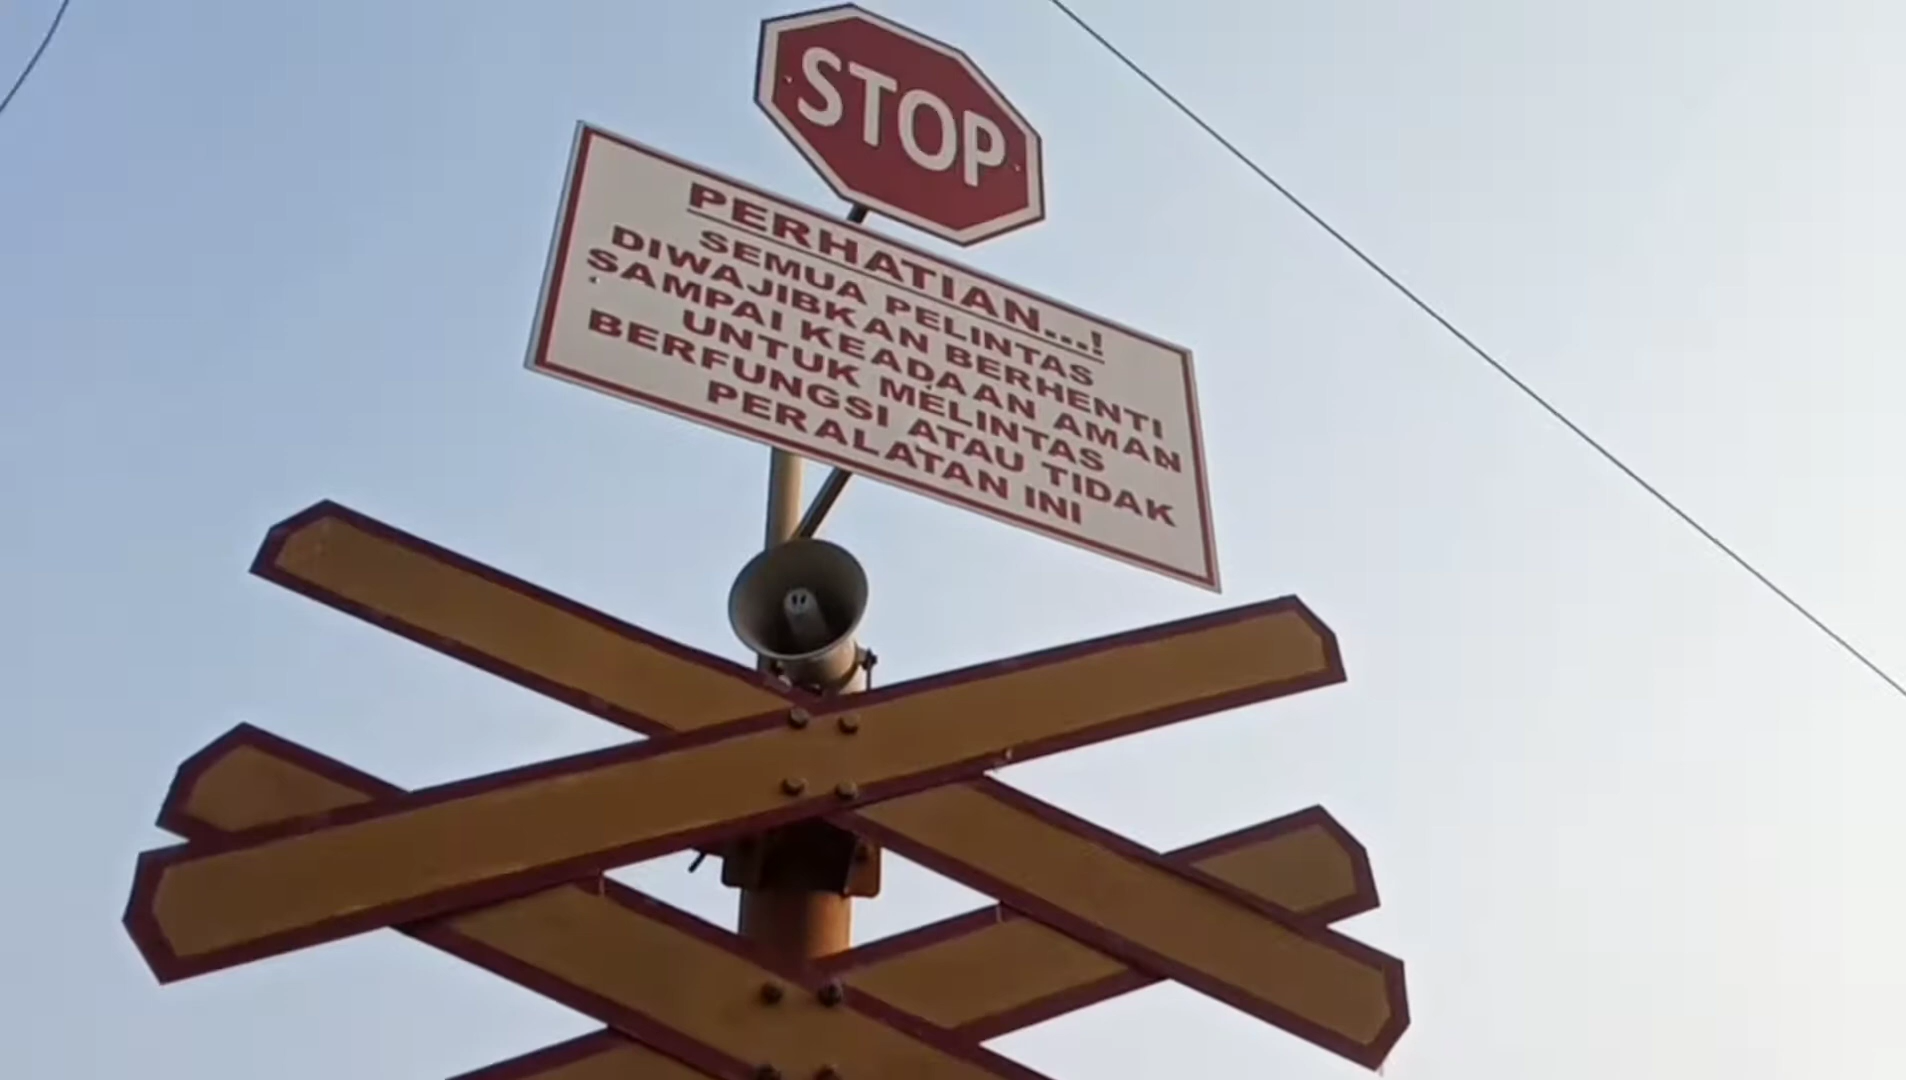 STOP
PERHATIAN...!
SEMUA PELINTAS
DIWAJIBKAN BERHENTI
SAMPAI KEADAAN AMAN
UNTUK MELINTAS
BERFUNGSI ATAU TIDAK
PERALATAN INI